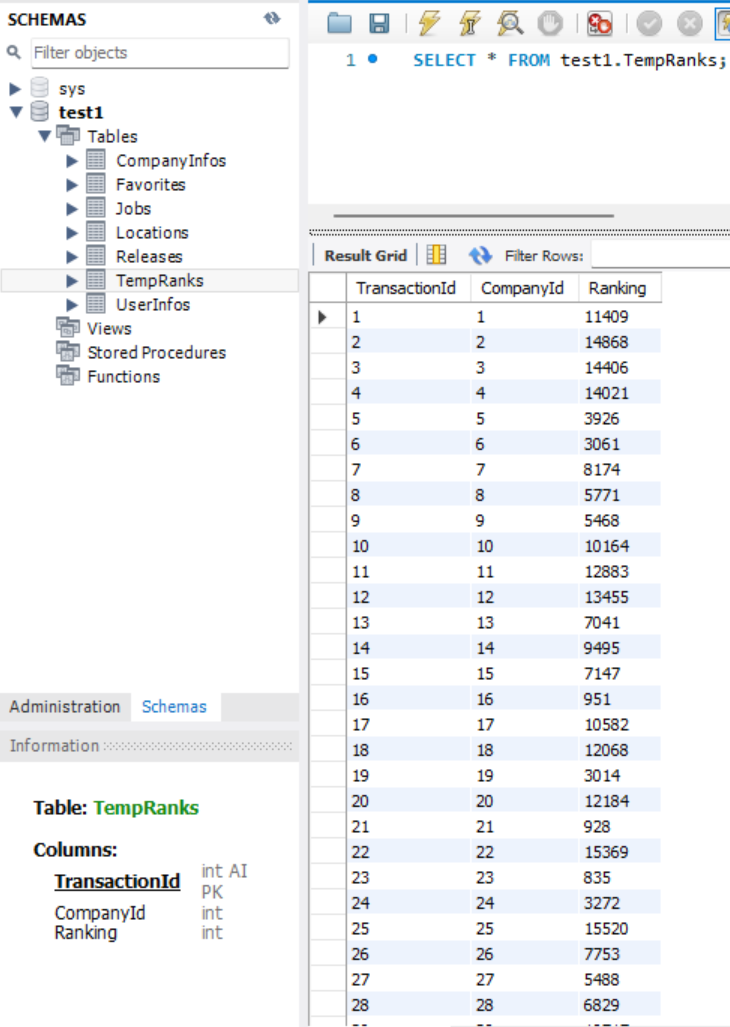 SCHEMAS
Filter objects
sys
test1
Tables
CompanyInfos
Favorites
Jobs
Locations
Releases
TempRanks
UserInfos
Views
Stored Procedures
Functions
Administration Schemas
Information
Table: TempRanks
Columns:
TransactionId int AI
PK
CompanyId int
Ranking int
1 SELECT * FROM test1.TempRanks;
Result Grid Filter Rows:
TransactionId CompanyId Ranking
1 1 11409
2 2 14868
3 3 14406
4 4 14021
5 5 3926
6 6 3061
7 7 8174
8 8 5771
9 9 5468
10 10 10164
11 11 12883
12 12 13455
13 13 7041
14 14 9495
15 15 7147
16 16 951
17 17 10582
18 18 12068
19 19 3014
20 20 12184
21 21 928
22 22 15369
23 23 835
24 24 3272
25 25 15520
26 26 7753
27 27 5488
28 28 6829